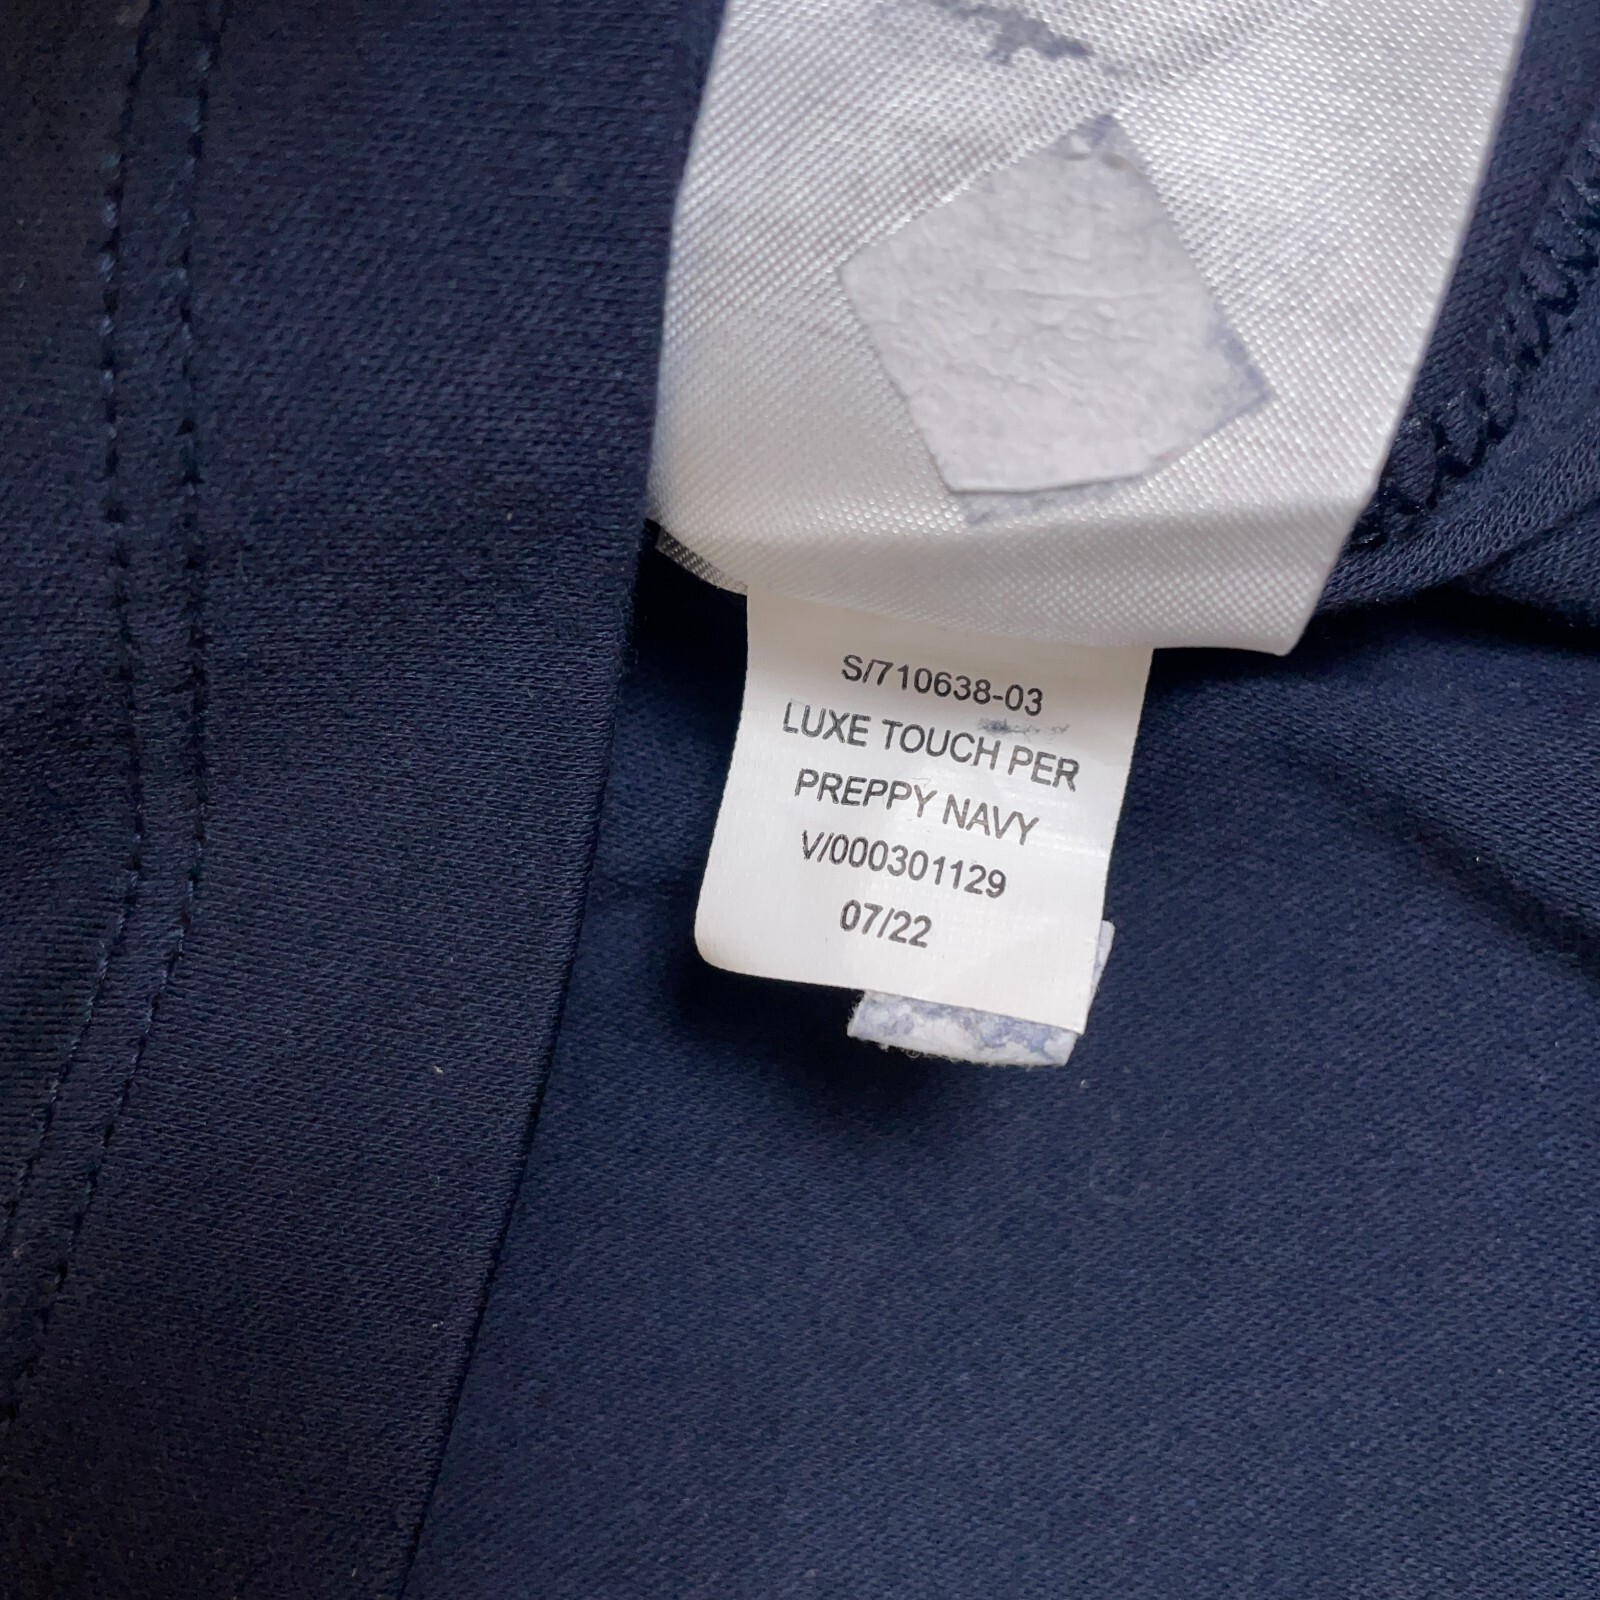 S/710638-03
LUXE TOUCH PER
PREPPY NAVY
V/000301129
07/22